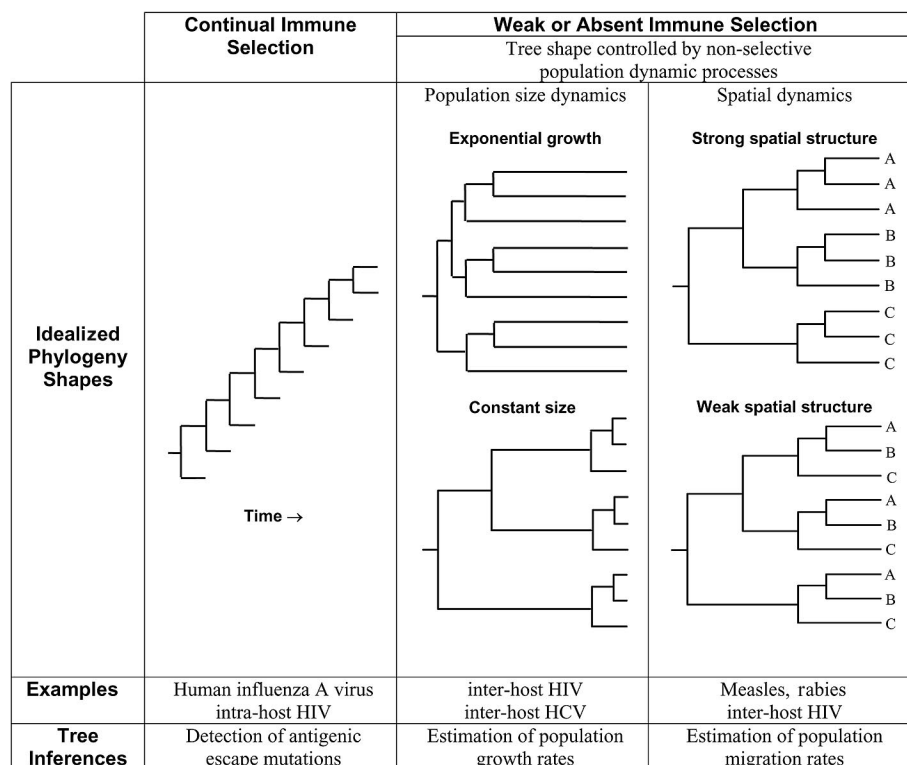 Continual Immune
Selection
Weak or Absent Immune Selection
Tree shape controlled by non-selective
population dynamic processes
Idealized
Phylogeny
Shapes
Time →
Population size dynamics
Exponential growth
Constant size
Spatial dynamics
Strong spatial structure
A
A
A
B
B
B
C
C
C
Weak spatial structure
A
B
C
A
B
C
A
B
C
Examples
Human influenza A virus
intra-host HIV
inter-host HIV
inter-host HCV
Measles, rabies
inter-host HIV
Tree
Inferences
Detection of antigenic
escape mutations
Estimation of population
growth rates
Estimation of population
migration rates